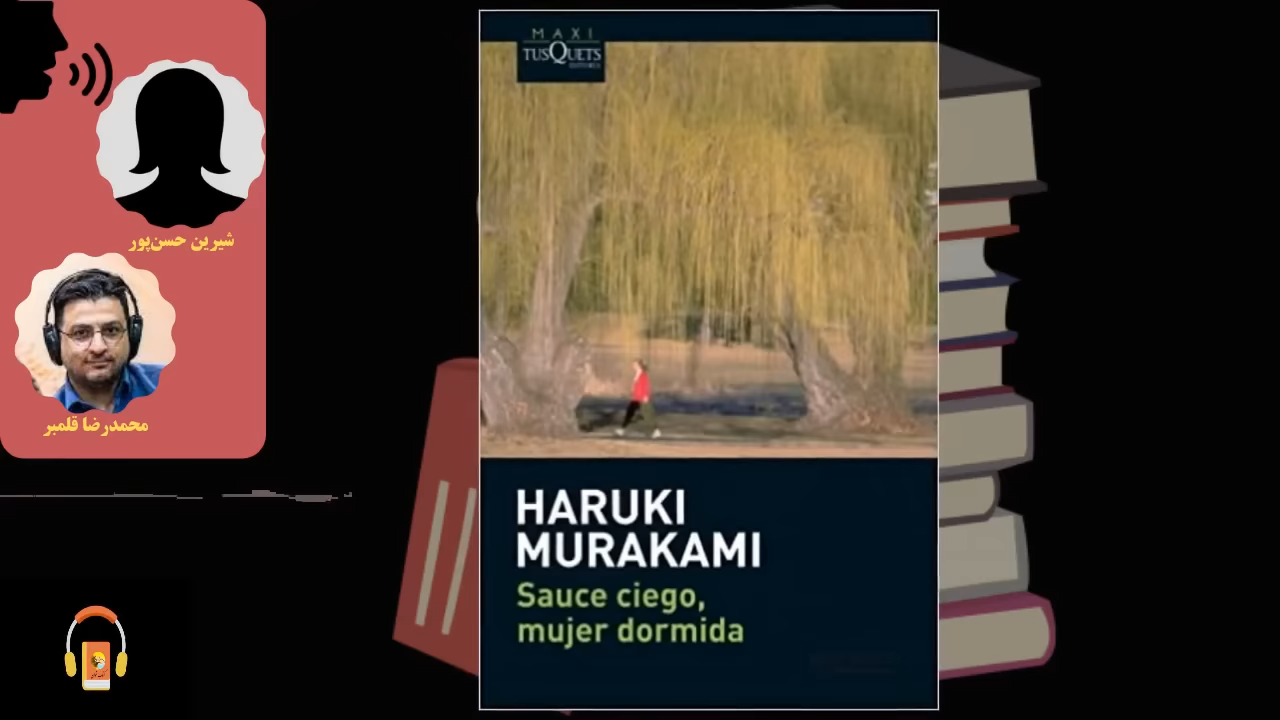 شیرین حسن‌پور
محمدرضا قلمبر
MAXI
TUSQUETS
HARUKI
MURAKAMI
Sauce ciego,
mujer dormida